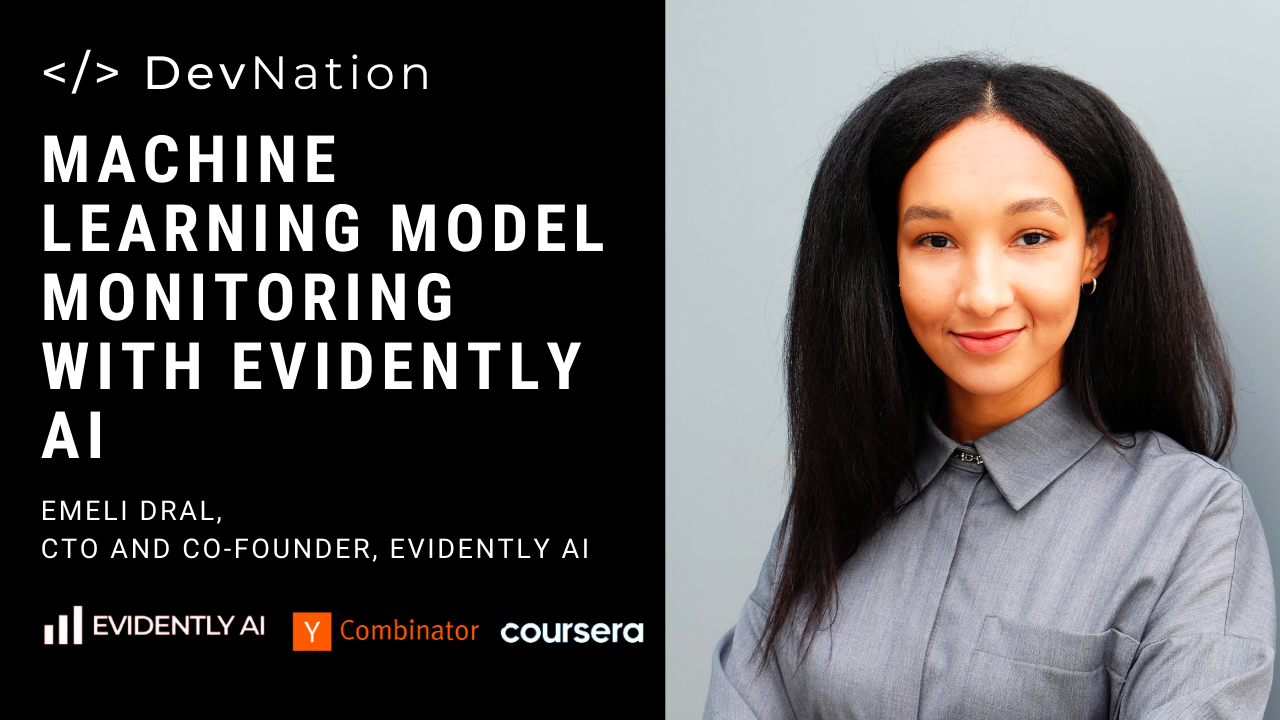 </> DevNation
MACHINE
LEARNING MODEL
MONITORING
WITH EVIDENTLY
AI
EMELI DRAL,
CTO AND CO-FOUNDER, EVIDENTLY AI
EVIDENTLY AI
Y Combinator
coursera